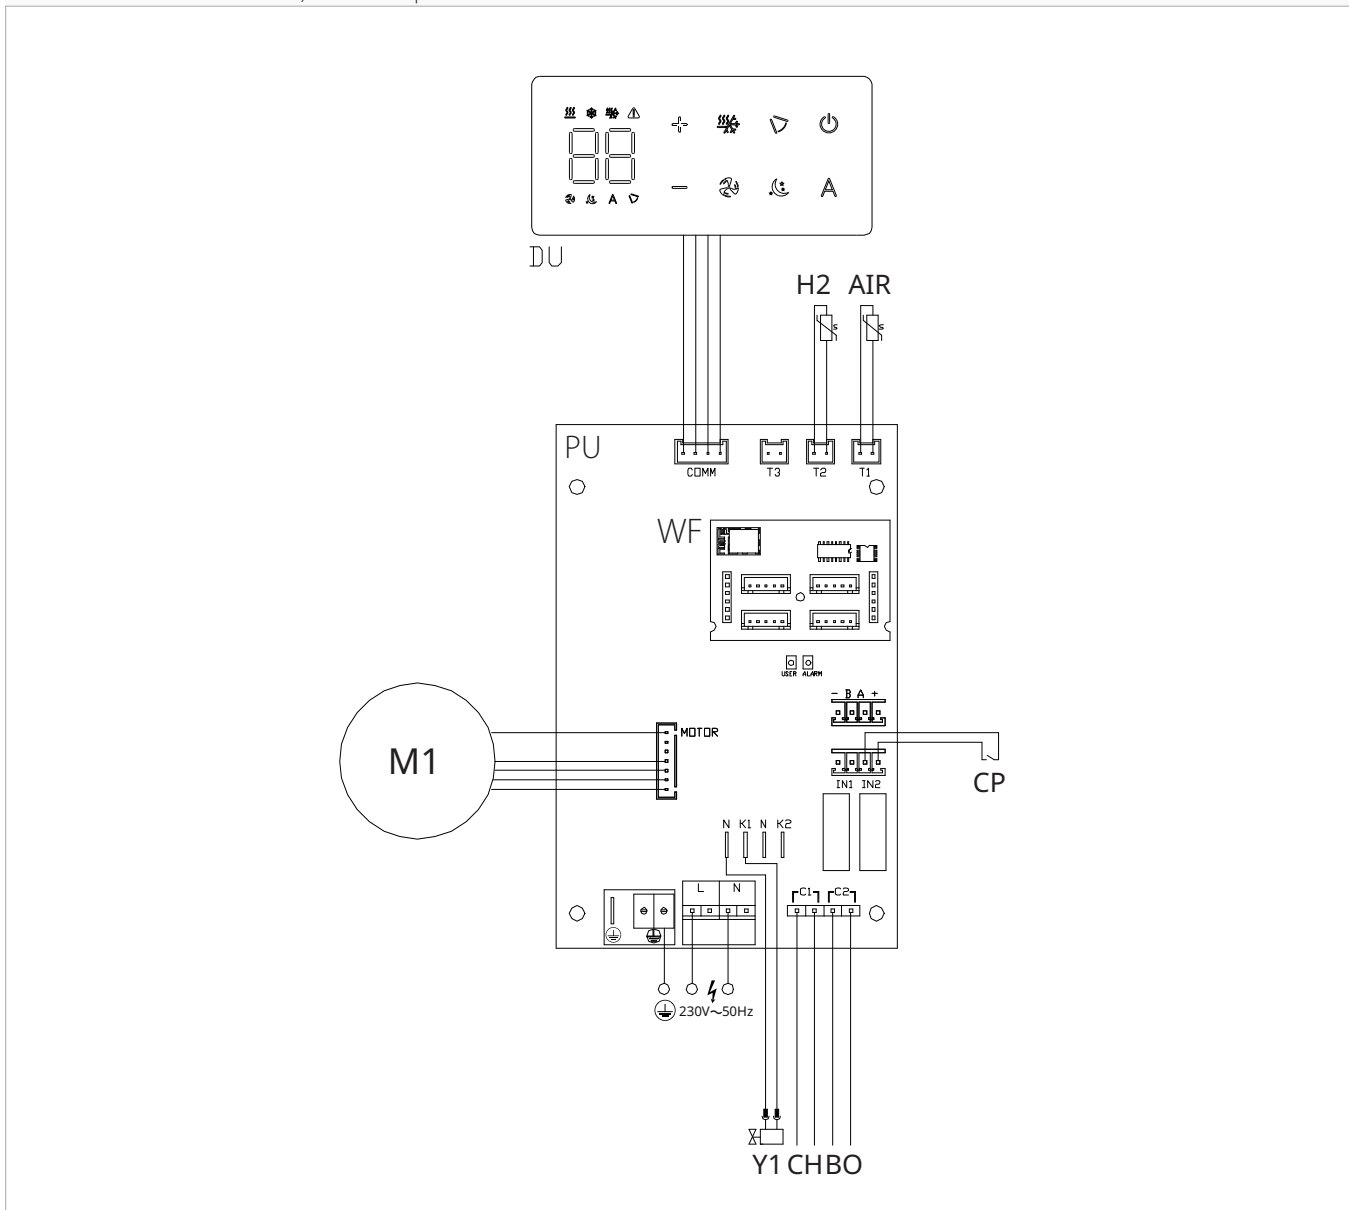 A
A
DU
H2 AIR
PU
COMM T3 T2 T1
WF
USER ALARM
- B A +
MOTOR
M1
CP
IN1 IN2
N K1 N K2
L N
C1 C2
230V~50Hz
Y1 CH BO